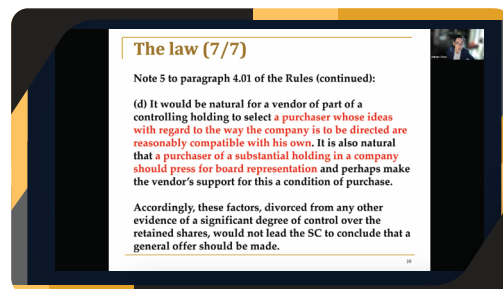 The law (7/7)
Note 5 to paragraph 4.01 of the Rules (continued):
(d) It would be natural for a vendor of part of a
controlling holding to select a purchaser whose ideas
with regard to the way the company is to be directed are
reasonably compatible with his own. It is also natural
that a purchaser of a substantial holding in a company
should press for board representation and perhaps make
the vendor's support for this a condition of purchase.
Accordingly, these factors, divorced from any other
evidence of a significant degree of control over the
retained shares, would not lead the SC to conclude that a
general offer should be made.